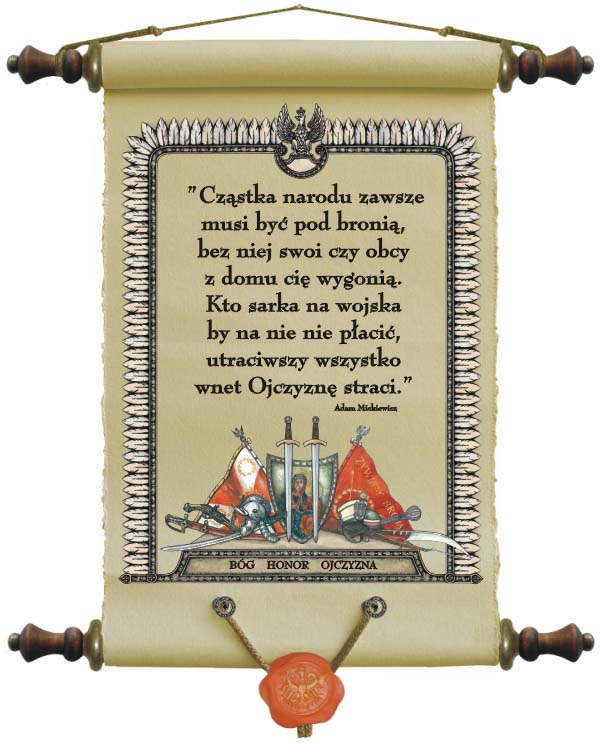 "Cząstka narodu zawsze
musi być pod bronią,
bez niej swoi czy obcy
z domu cię wygonią.
Kto sarka na wojska
by na nie nie płacić,
utraciwszy wszystko
wnet Ojczyznę straci."
Adam Mickiewicz
BÓG HONOR OJCZYZNA